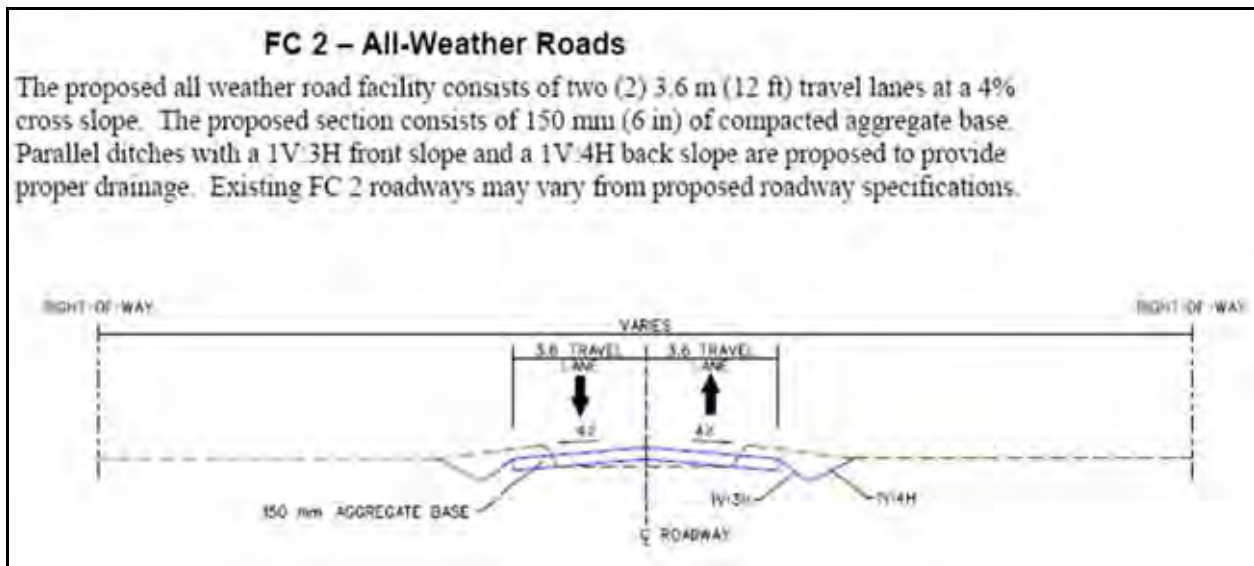 FC 2 – All-Weather Roads
The proposed all weather road facility consists of two (2) 3.6 m (12 ft) travel lanes at a 4%
cross slope. The proposed section consists of 150 mm (6 in) of compacted aggregate base.
Parallel ditches with a 1V:3H front slope and a 1V:4H back slope are proposed to provide
proper drainage. Existing FC 2 roadways may vary from proposed roadway specifications.
RIGHT-OF-WAY
RIGHT-OF-WAY
VARIES
3.6 TRAVEL
LANE
3.6 TRAVEL
LANE
4%
4%
150 mm AGGREGATE BASE
1V:3H
1V:4H
℄ ROADWAY